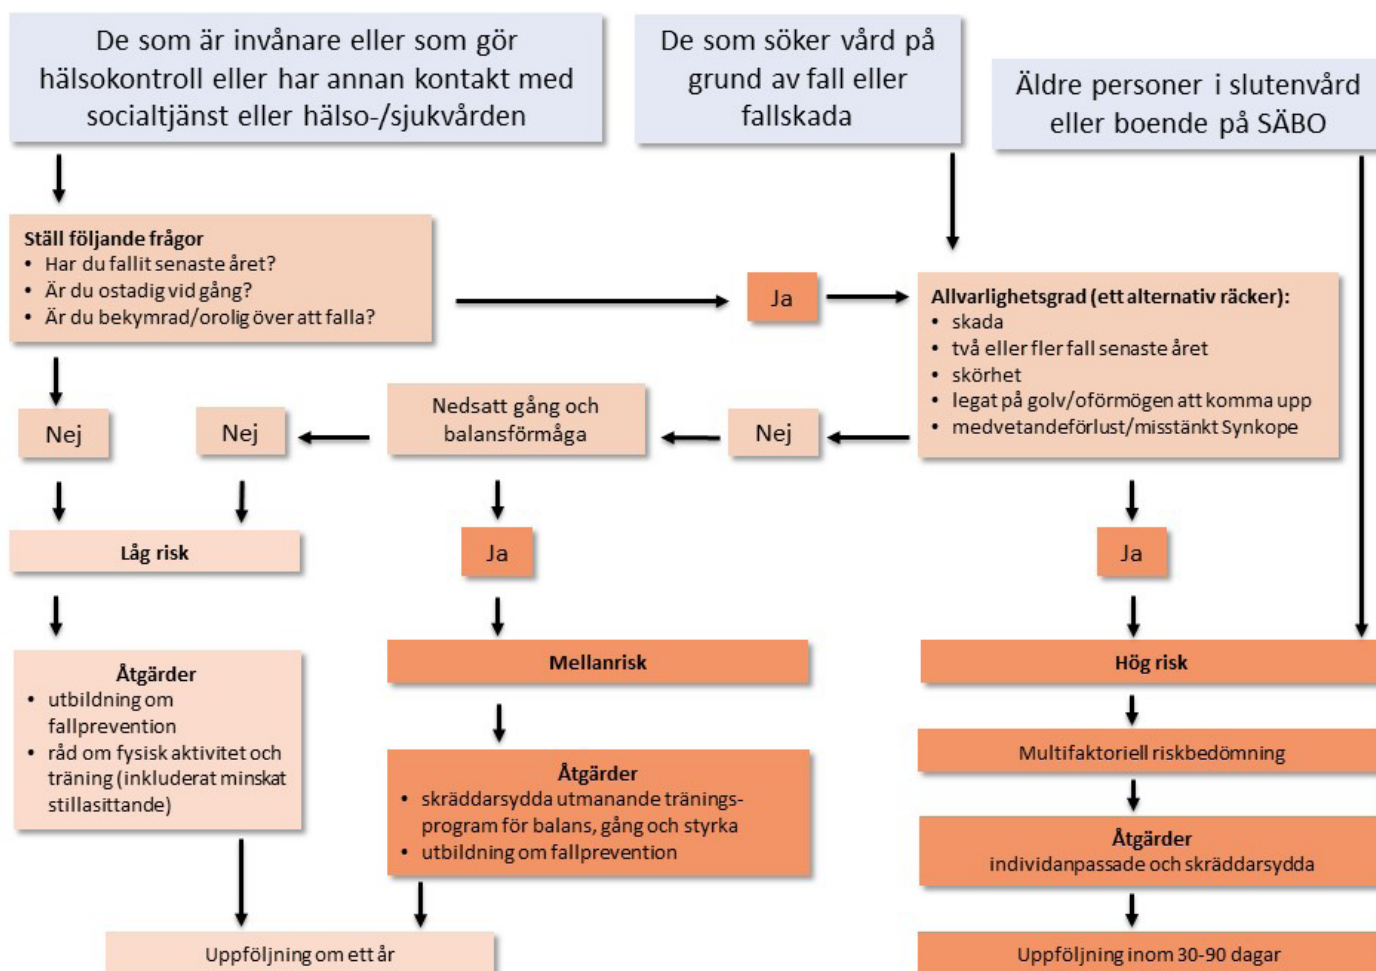 De som är invånare eller som gör
hälsokontroll eller har annan kontakt med
socialtjänst eller hälso-/sjukvården
De som söker vård på
grund av fall eller
fallskada
Äldre personer i slutenvård
eller boende på SÄBO
Ställ följande frågor
• Har du fallit senaste året?
• Är du ostadig vid gång?
• Är du bekymrad/orolig över att falla?
Ja
Allvarlighetsgrad (ett alternativ räcker):
• skada
• två eller fler fall senaste året
• skörhet
• legat på golv/oförmögen att komma upp
• medvetandeförlust/misstänkt Synkope
Nej
Nej
Nedsatt gång och
balansförmåga
Nej
Låg risk
Ja
Ja
Åtgärder
• utbildning om
fallprevention
• råd om fysisk aktivitet och
träning (inkluderat minskat
stillasittande)
Mellanrisk
Hög risk
Multifaktoriell riskbedömning
Åtgärder
• skräddarsydda utmanande tränings-
program för balans, gång och styrka
• utbildning om fallprevention
Åtgärder
individanpassade och skräddarsydda
Uppföljning om ett år
Uppföljning inom 30-90 dagar